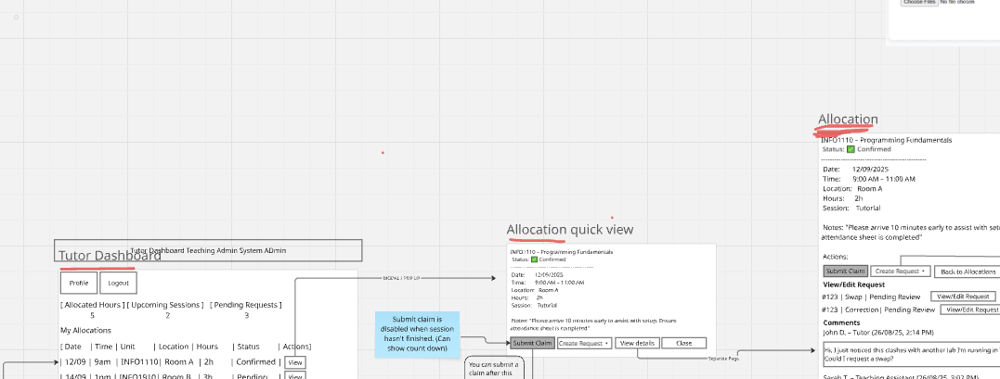 Choose Files No file chosen
Allocation
INFO1110 – Programming Fundamentals
Status: ✅ Confirmed
Date: 12/09/2025
Time: 9:00 AM – 11:00 AM
Location: Room A
Hours: 2h
Session: Tutorial
Notes: "Please arrive 10 minutes early to assist with
attendance sheet is completed"
Actions:
Submit Claim Create Request Back to Allocations
View/Edit Request
#123 | Swap | Pending Review View/Edit Request
#123 | Correction| Pending Review View/Edit Request
Comments
John D. – Tutor (26/08/25, 2:14 PM)
Hi, I just noticed this clashes with another lab I'm running in
Could I request a swap?
Allocation quick view
INFO1110 – Programming Fundamentals
Status: ✅ Confirmed
Date: 12/09/2025
Time: 9:00 AM – 11:00 AM
Location: Room A
Hours: 2h
Session: Tutorial
Notes: "Please arrive 10 minutes early to assist with setup. Ensure
attendance sheet is completed"
Submit Claim Create Request View details Close
Separate Page
Submit claim is
disabled when session
hasn't finished. (Can
show count down)
You can submit a
claim after this
MODAL / POP UP
Tutor Dashboard Teaching Admin System ADmin
Tutor Dashboard
Profile Logout
[ Allocated Hours ] [ Upcoming Sessions ] [ Pending Requests ]
5 2 3
My Allocations
[ Date | Time | Unit | Location | Hours | Status | Actions]
| 12/09 | 9am | INFO1110| Room A | 2h | Confirmed | View
| 14/09 | 1pm | INFO1910| Room B | 3h | Pending | View